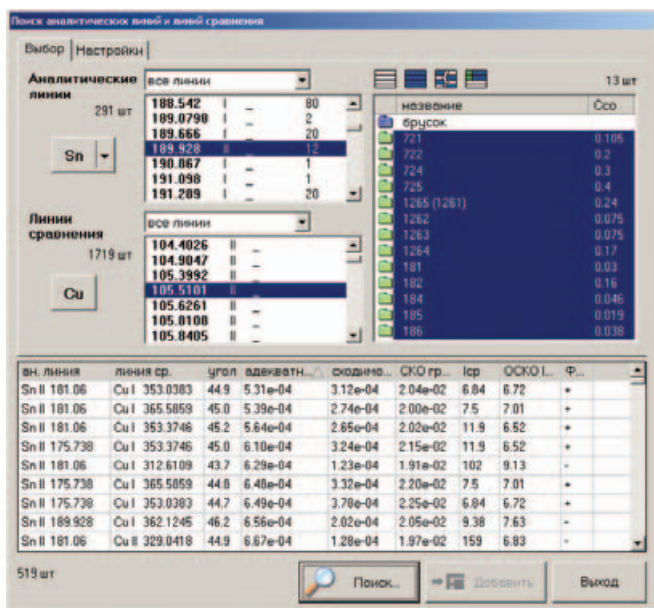 Поиск аналитических линий и линий сравнения
Выбор Настройки
Аналитические линии
291 шт
все линии
188.542 I _ 80
189.0790 I _ 2
189.666 I _ 20
189.928 II _ 12
190.867 I _ 1
191.098 I _ 1
191.289 I _ 20
Sn
Линии сравнения
1719 шт
все линии
104.4026 II _
104.9047 II _
105.3992 II _
105.5101 II _
105.6261 II _
105.8108 II _
105.8405 II _
Cu
13 шт
название Ссо
брусок
721 0.105
722 0.2
724 0.3
725 0.4
1265 (1261) 0.24
1262 0.075
1263 0.075
1264 0.17
181 0.03
182 0.16
184 0.046
185 0.019
186 0.038
ан. линия линия ср. угол адекватн... сходимо... СКО гр... Iср ОСКО I... Ф...
Sn II 181.06 Cu I 353.0383 44.9 5.31e-04 3.12e-04 2.04e-02 6.84 6.72 +
Sn II 181.06 Cu I 365.5859 45.0 5.39e-04 2.74e-04 2.00e-02 7.5 7.01 +
Sn II 181.06 Cu I 353.3746 45.2 5.64e-04 2.65e-04 2.02e-02 11.9 6.52 +
Sn II 175.738 Cu I 353.3746 45.0 6.10e-04 3.24e-04 2.15e-02 11.9 6.52 +
Sn II 181.06 Cu I 312.6109 43.7 6.29e-04 1.23e-04 1.91e-02 102 9.13 -
Sn II 175.738 Cu I 365.5859 44.8 6.48e-04 3.32e-04 2.20e-02 7.5 7.01 +
Sn II 175.738 Cu I 353.0383 44.7 6.49e-04 3.78e-04 2.25e-02 6.84 6.72 +
Sn II 189.928 Cu I 362.1245 46.2 6.56e-04 2.02e-04 2.05e-02 9.38 7.63 -
Sn II 181.06 Cu II 329.0418 44.9 6.67e-04 1.28e-04 1.97e-02 159 6.83 -
519 шт
Поиск... Добавить Выход